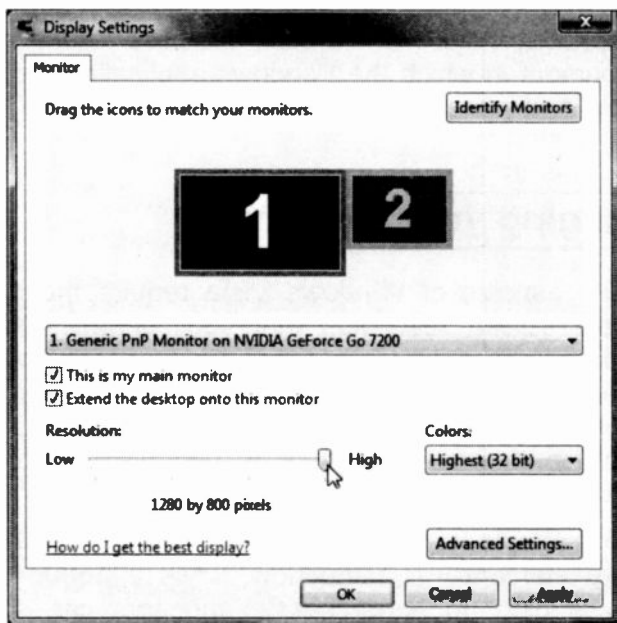 Display Settings
Monitor
Drag the icons to match your monitors.
Identify Monitors
1
2
1. Generic PnP Monitor on NVIDIA GeForce Go 7200
This is my main monitor
Extend the desktop onto this monitor
Resolution:
Colors:
Low
High
Highest (32 bit)
1280 by 800 pixels
How do I get the best display?
Advanced Settings...
OK
Cancel
Apply